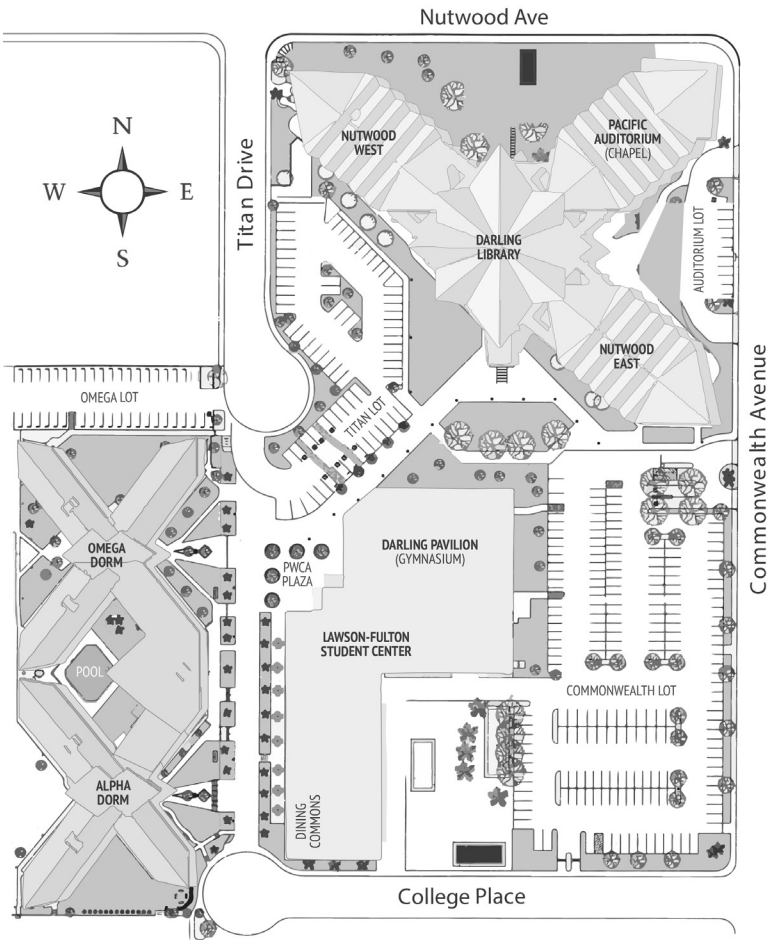 Nutwood Ave
N
W
E
S
Titan Drive
NUTWOOD
WEST
PACIFIC
AUDITORIUM
(CHAPEL)
DARLING
LIBRARY
AUDITORIUM LOT
NUTWOOD
EAST
Commonwealth Avenue
OMEGA LOT
TITAN LOT
OMEGA
DORM
DARLING PAVILION
(GYMNASIUM)
PWCA
PLAZA
LAWSON-FULTON
STUDENT CENTER
POOL
COMMONWEALTH LOT
ALPHA
DORM
DINING
COMMONS
College Place